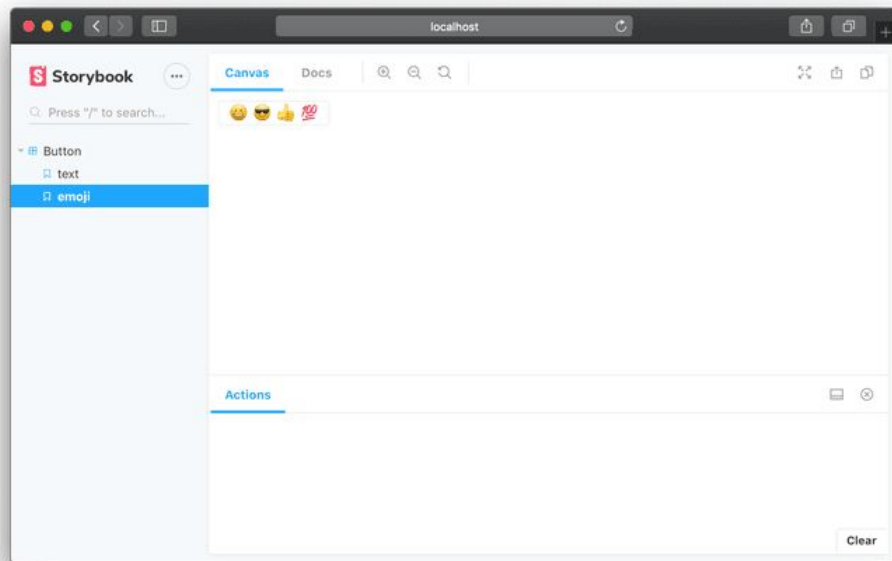 localhost
Storybook
Press "/" to search...
Button
text
emoji
Canvas
Docs
😀 😎 👍 💯
Actions
Clear